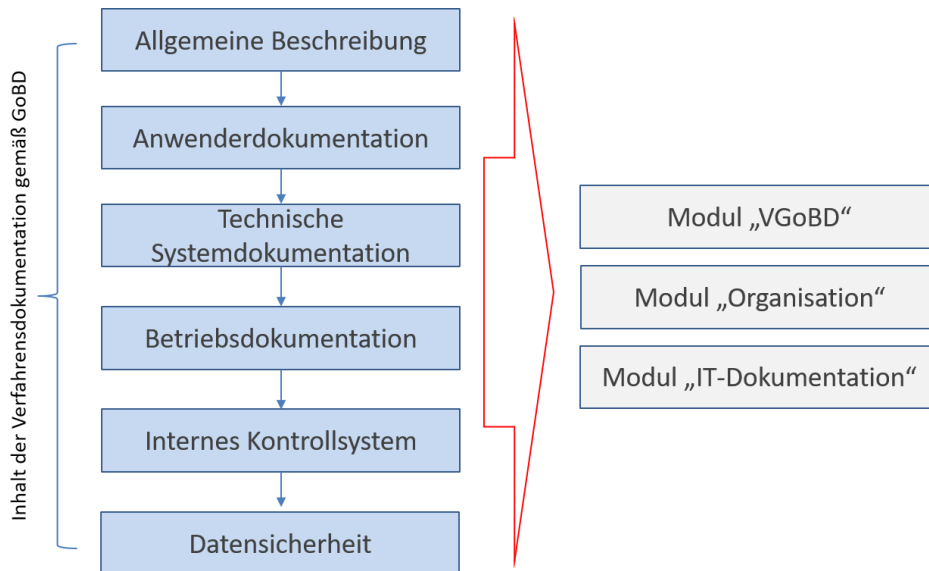 Inhalt der Verfahrensdokumentation gemäß GoBD
Allgemeine Beschreibung
Anwenderdokumentation
Technische
Systemdokumentation
Betriebsdokumentation
Internes Kontrollsystem
Datensicherheit
Modul „VGoBD“
Modul „Organisation“
Modul „IT-Dokumentation“